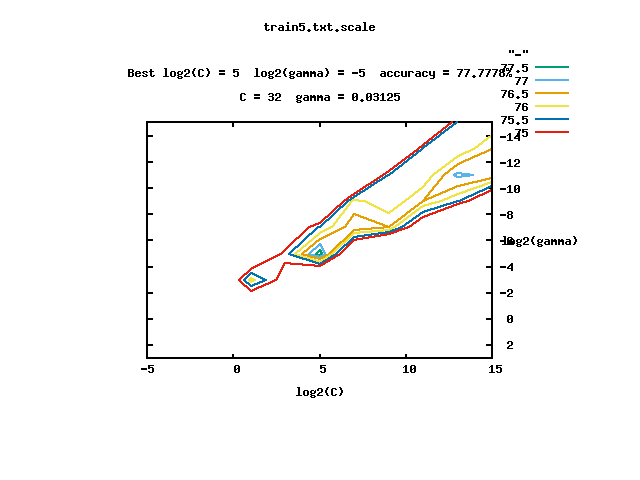 train5.txt.scale
"-"
Best log2(C) = 5  log2(gamma) = -5  accuracy = 77.7778%
77.5
77
C = 32  gamma = 0.03125
76.5
76
75.5
75
-14
-12
-10
-8
-6
log2(gamma)
-4
-2
0
2
-5 0 5 10 15
log2(C)